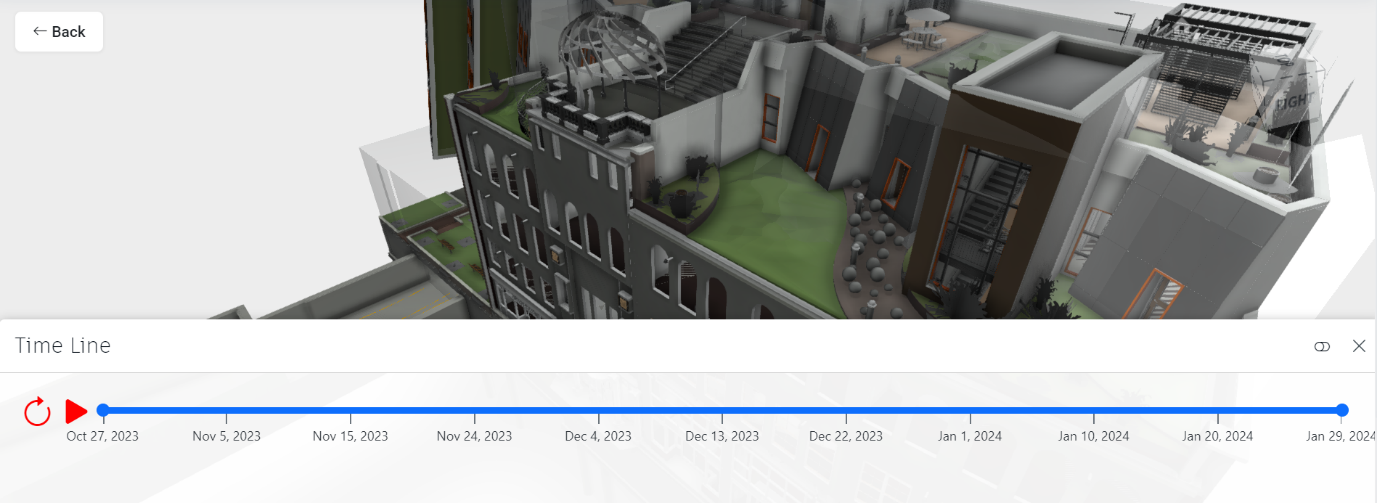 Back
FIGHT
Time Line
Oct 27, 2023
Nov 5, 2023
Nov 15, 2023
Nov 24, 2023
Dec 4, 2023
Dec 13, 2023
Dec 22, 2023
Jan 1, 2024
Jan 10, 2024
Jan 20, 2024
Jan 29, 2024